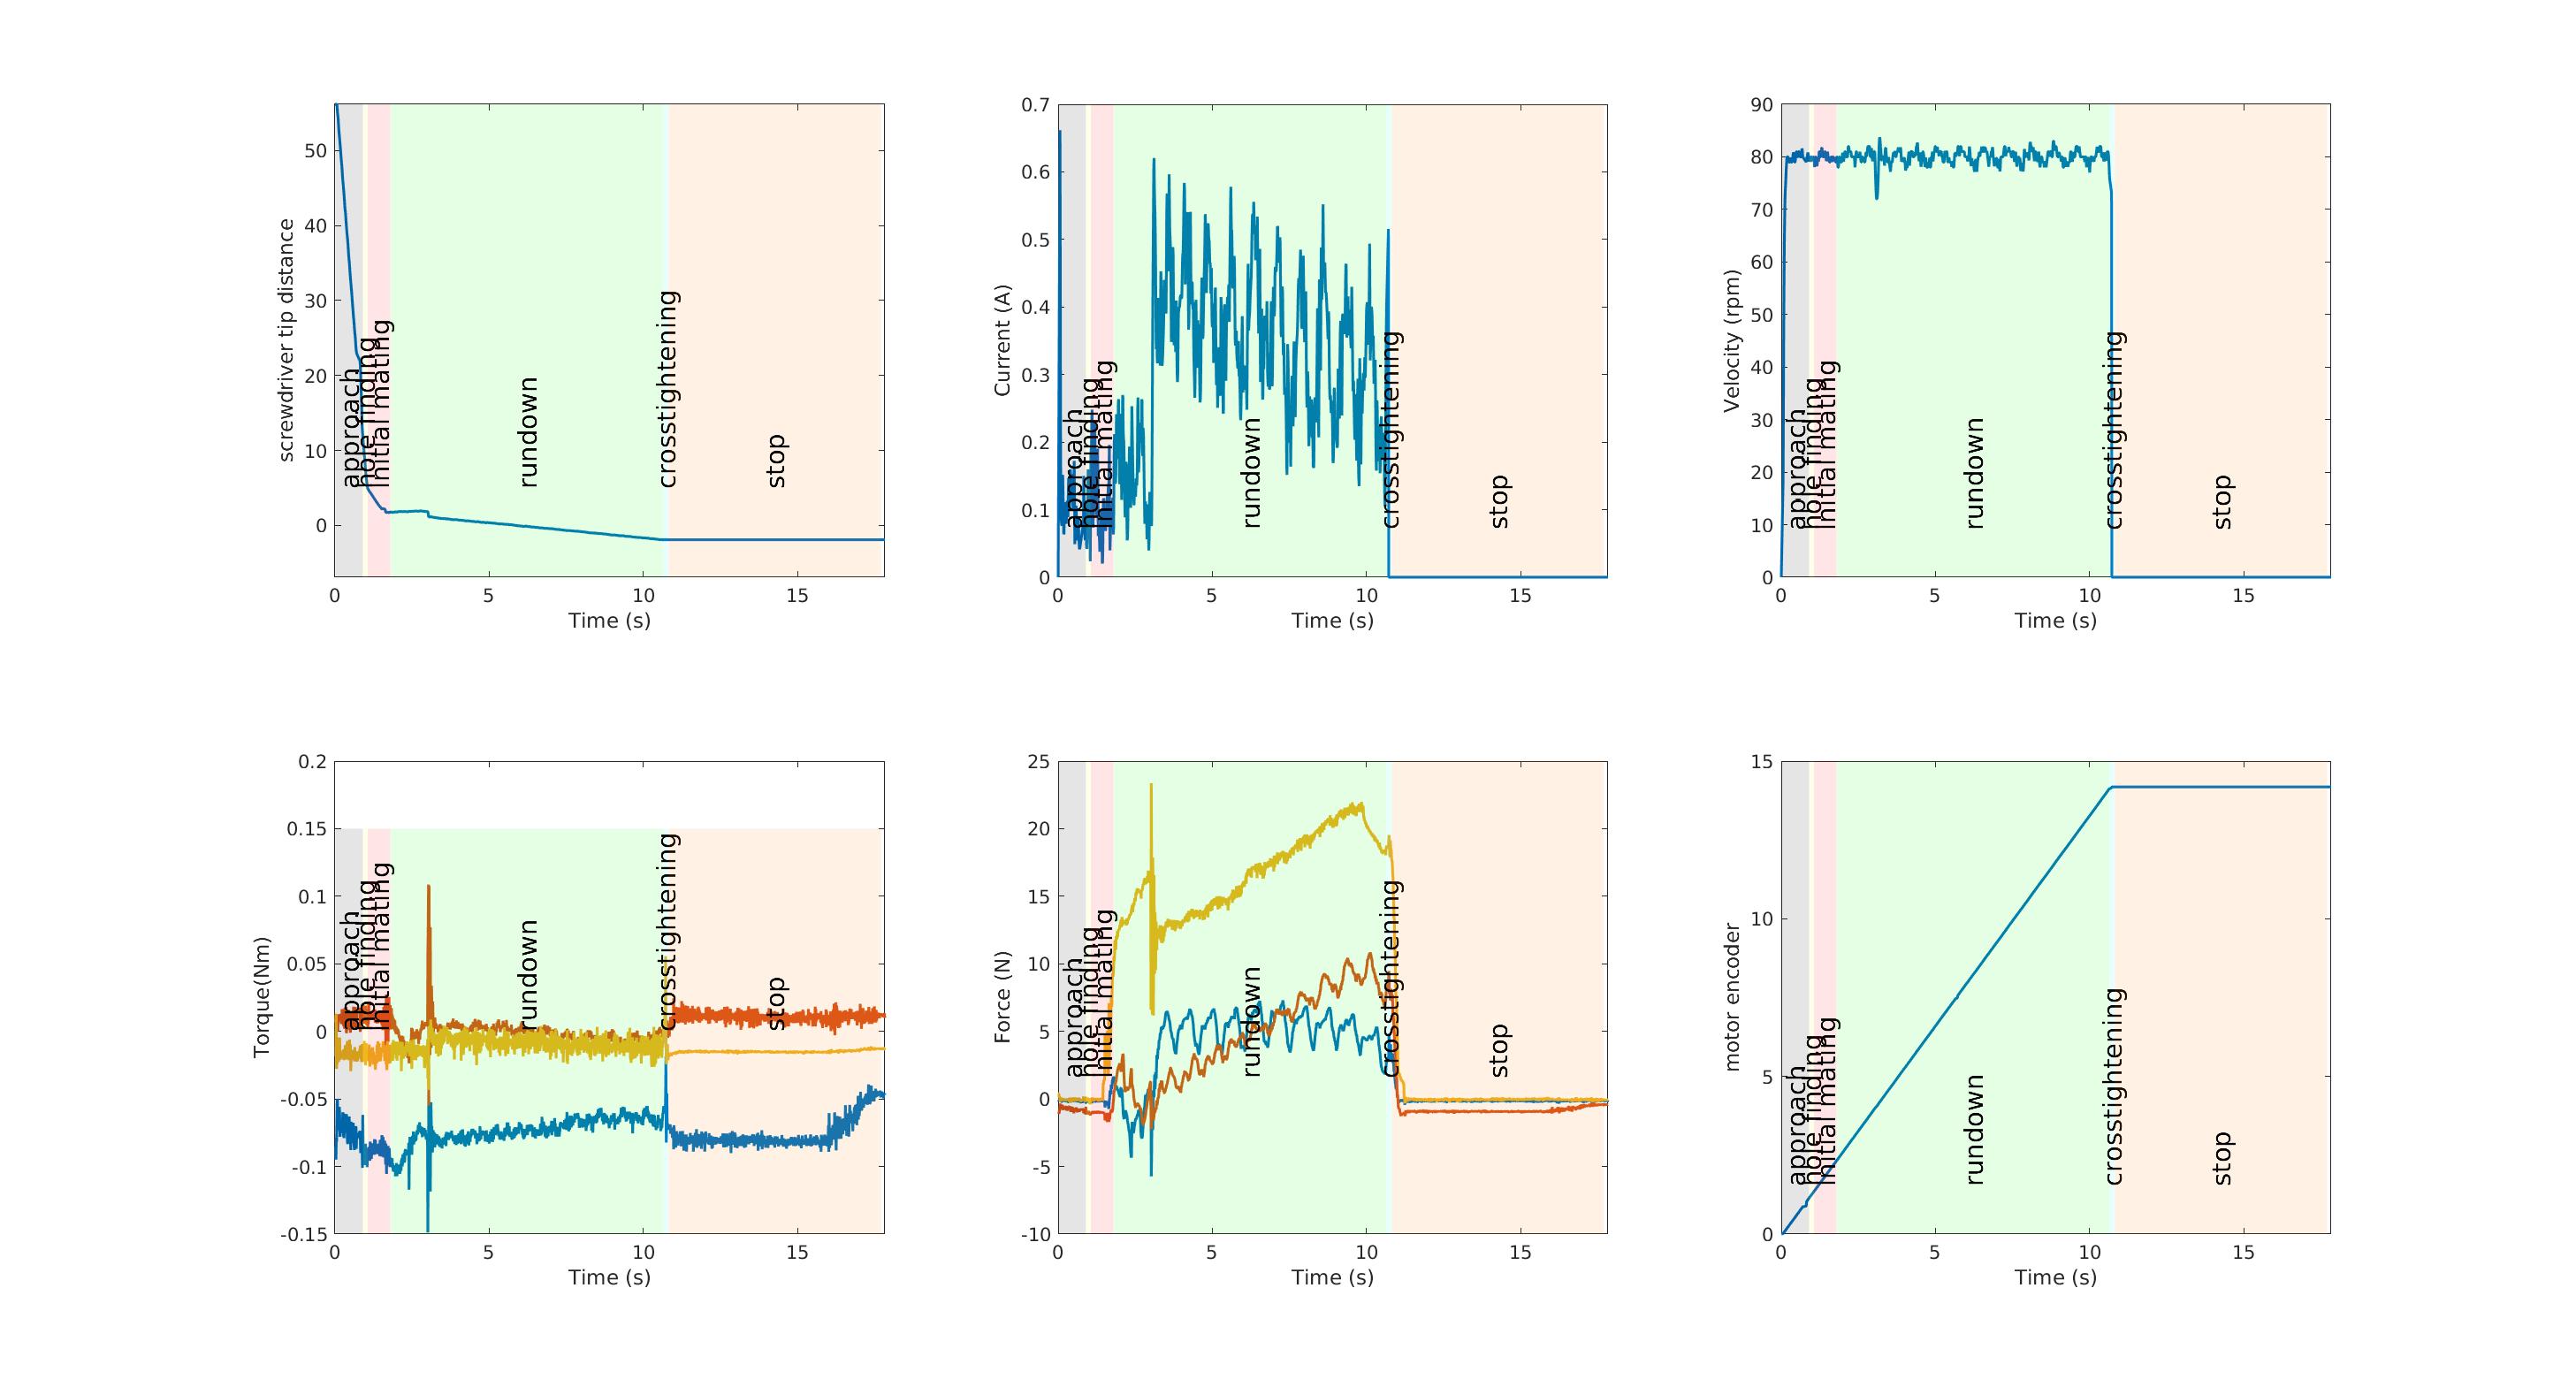 screwdriver tip distance
50
40
30
20
10
0
approach
hole finding
Initial mating
rundown
crosstightening
stop
0 5 10 15
Time (s)
Current (A)
0.7
0.6
0.5
0.4
0.3
0.2
0.1
0
approach
hole finding
Initial mating
rundown
crosstightening
stop
0 5 10 15
Time (s)
Velocity (rpm)
90
80
70
60
50
40
30
20
10
0
approach
hole finding
Initial mating
rundown
crosstightening
stop
0 5 10 15
Time (s)
Torque(Nm)
0.2
0.15
0.1
0.05
0
-0.05
-0.1
-0.15
approach
hole finding
Initial mating
rundown
crosstightening
stop
0 5 10 15
Time (s)
Force (N)
25
20
15
10
5
0
-5
-10
approach
hole finding
Initial mating
rundown
crosstightening
stop
0 5 10 15
Time (s)
motor encoder
15
10
5
0
approach
hole finding
Initial mating
rundown
crosstightening
stop
0 5 10 15
Time (s)